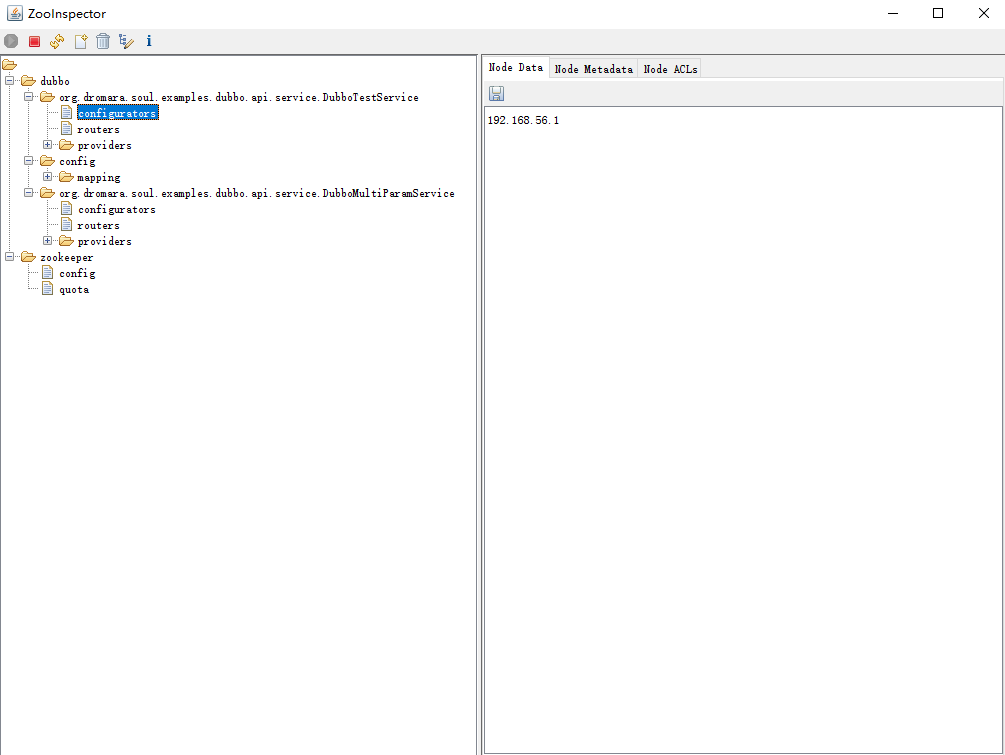 ZooInspector
dubbo
org.dromara.soul.examples.dubbo.api.service.DubboTestService
configurators
routers
providers
config
mapping
org.dromara.soul.examples.dubbo.api.service.DubboMultiParamService
configurators
routers
providers
zookeeper
config
quota
Node Data Node Metadata Node ACLs
192.168.56.1